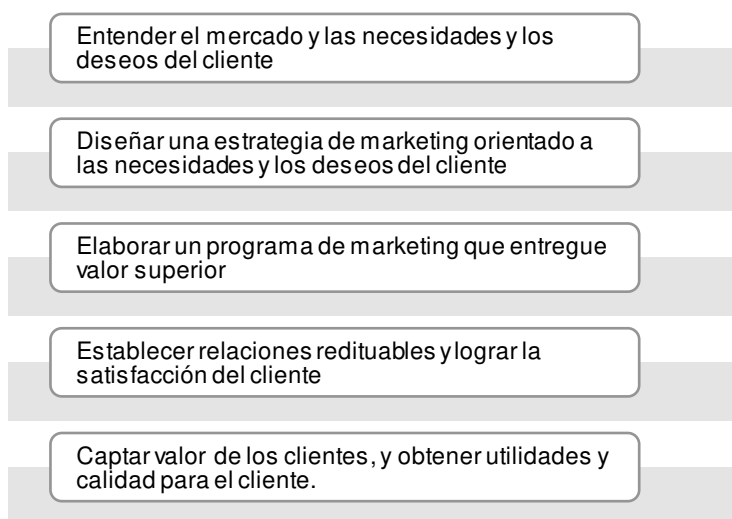 Entender el mercado y las necesidades y los
deseos del cliente
Diseñar una estrategia de marketing orientado a
las necesidades y los deseos del cliente
Elaborar un programa de marketing que entregue
valor superior
Establecer relaciones redituables y lograr la
satisfacción del cliente
Captar valor de los clientes, y obtener utilidades y
calidad para el cliente.